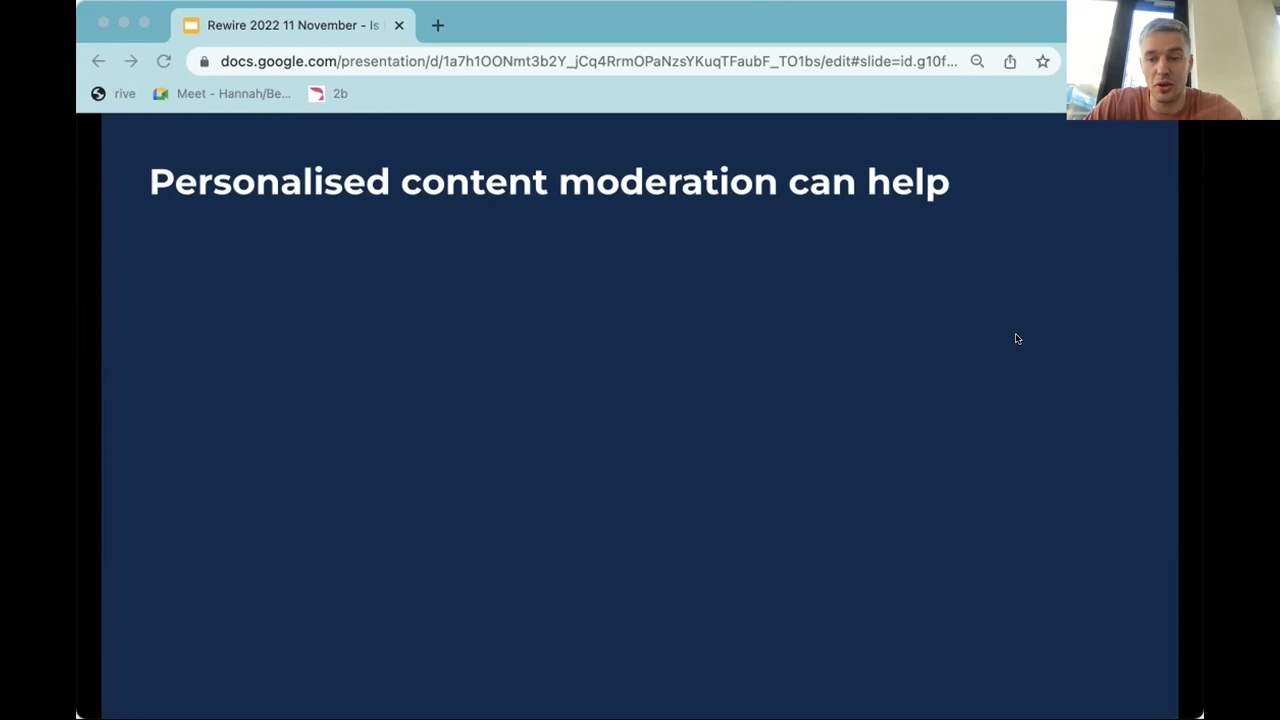 Rewire 2022 11 November - Is
docs.google.com/presentation/d/1a7h1OONmt3b2Y_jCq4RrmOPaNzsYKuqTFaubF_TO1bs/edit#slide=id.g10f...
rive Meet - Hannah/Be... 2b
Personalised content moderation can help